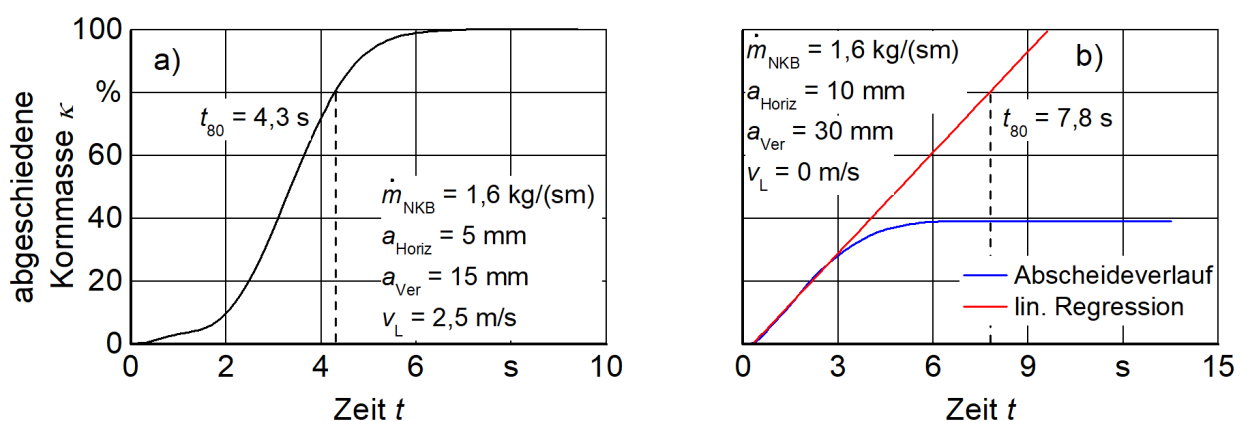 abgeschiedene
Kornmasse κ
100
%
60
40
20
0
a)
t80 = 4,3 s
ṁNKB = 1,6 kg/(sm)
aHoriz = 5 mm
aVer = 15 mm
vL = 2,5 m/s
0 2 4 6 s 10
Zeit t
b)
ṁNKB = 1,6 kg/(sm)
aHoriz = 10 mm
aVer = 30 mm
vL = 0 m/s
t80 = 7,8 s
Abscheideverlauf
lin. Regression
0 3 6 9 s 15
Zeit t